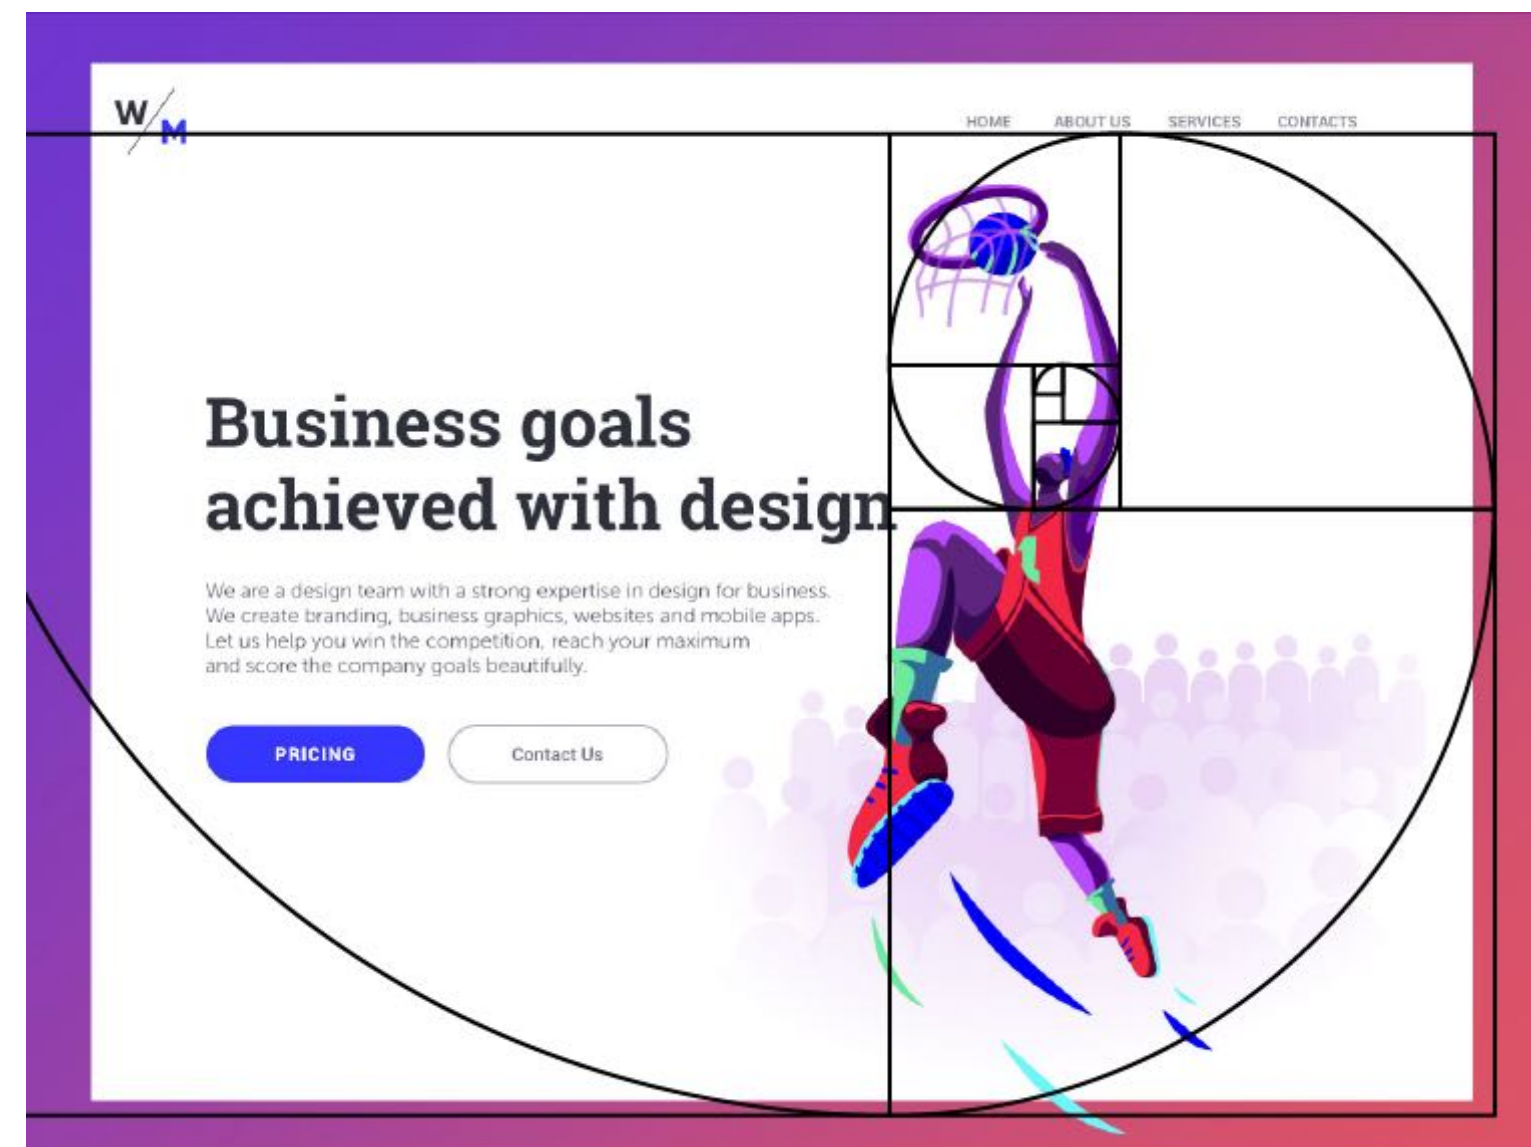 W/M
HOME ABOUT US SERVICES CONTACTS
Business goals
achieved with design
We are a design team with a strong expertise in design for business.
We create branding, business graphics, websites and mobile apps.
Let us help you win the competition, reach your maximum
and score the company goals beautifully.
PRICING Contact Us